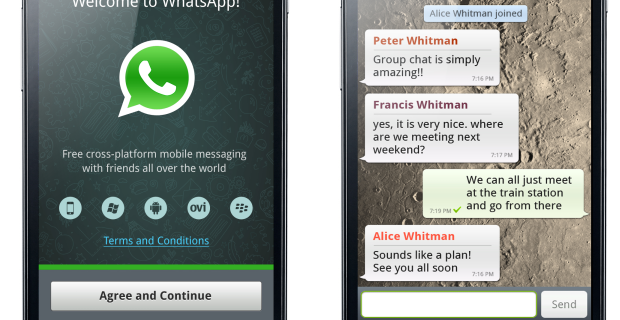 Welcome to WhatsApp!
Free cross-platform mobile messaging
with friends all over the world
ovi
Terms and Conditions
Agree and Continue
Alice Whitman joined
Peter Whitman
Group chat is simply
amazing!!
7:16 PM
Francis Whitman
yes, it is very nice. where
are we meeting next
weekend?
7:17 PM
We can all just meet
at the train station
and go from there
7:19 PM
Alice Whitman
Sounds like a plan!
See you all soon
7:16 PM
Send